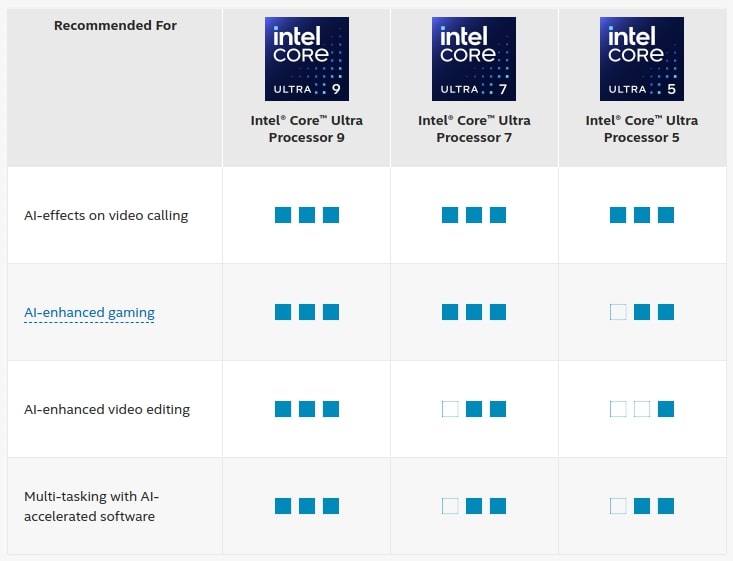 Recommended For
intel
CORE
ULTRA 9
intel
CORE
ULTRA 7
intel
CORE
ULTRA 5
Intel® Core™ Ultra
Processor 9
Intel® Core™ Ultra
Processor 7
Intel® Core™ Ultra
Processor 5
AI-effects on video calling
AI-enhanced gaming
AI-enhanced video editing
Multi-tasking with AI-
accelerated software